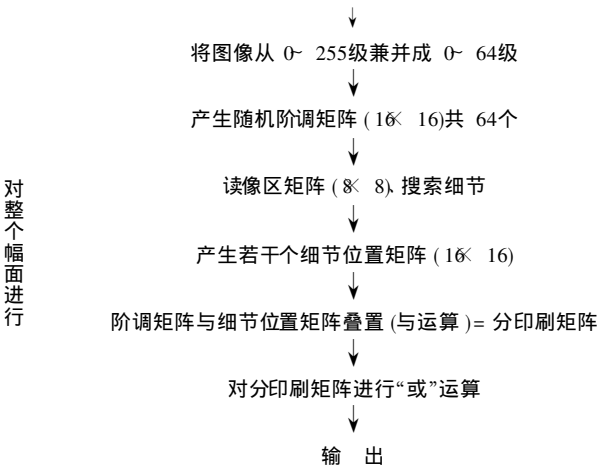 将图像从 0~ 255级兼并成 0~ 64级
产生随机阶调矩阵 ( 16× 16)共 64个
读像区矩阵 ( 8× 8)、搜索细节
产生若干个细节位置矩阵 ( 16× 16)
阶调矩阵与细节位置矩阵叠置 (与运算 )= 分印刷矩阵
对分印刷矩阵进行“或”运算
输 出
对整个幅面进行